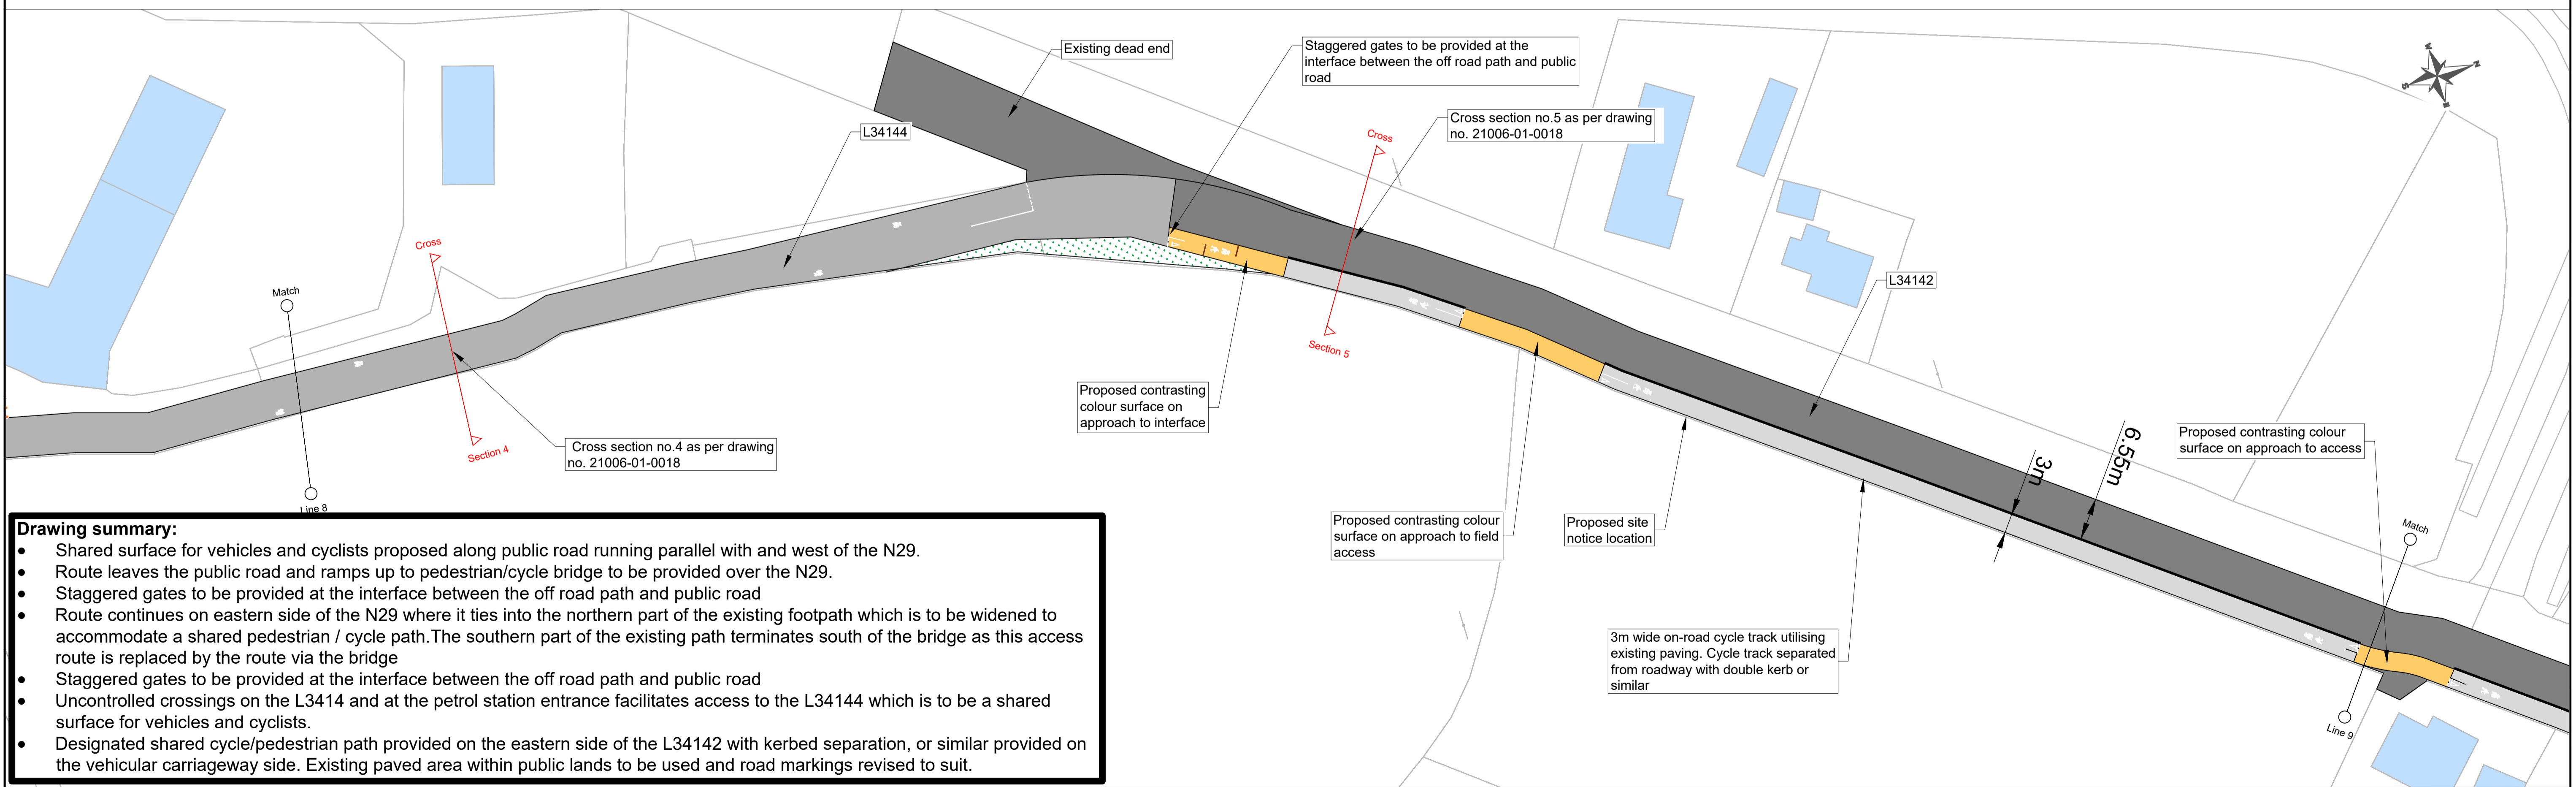 Existing dead end
Staggered gates to be provided at the
interface between the off road path and public
road
Cross section no.5 as per drawing
no. 21006-01-0018
L34144
Cross
Cross
N
S
Match
L34142
Section 5
Section 4
Cross section no.4 as per drawing
no. 21006-01-0018
Line 8
Proposed contrasting
colour surface on
approach to interface
Proposed contrasting colour
surface on approach to field
access
Proposed site
notice location
3m
6.55m
Proposed contrasting colour
surface on approach to access
Match
3m wide on-road cycle track utilising
existing paving. Cycle track separated
from roadway with double kerb or
similar
Line 9
Drawing summary:
• Shared surface for vehicles and cyclists proposed along public road running parallel with and west of the N29.
• Route leaves the public road and ramps up to pedestrian/cycle bridge to be provided over the N29.
• Staggered gates to be provided at the interface between the off road path and public road
• Route continues on eastern side of the N29 where it ties into the northern part of the existing footpath which is to be widened to
accommodate a shared pedestrian / cycle path.The southern part of the existing path terminates south of the bridge as this access
route is replaced by the route via the bridge
• Staggered gates to be provided at the interface between the off road path and public road
• Uncontrolled crossings on the L3414 and at the petrol station entrance facilitates access to the L34144 which is to be a shared
surface for vehicles and cyclists.
• Designated shared cycle/pedestrian path provided on the eastern side of the L34142 with kerbed separation, or similar provided on
the vehicular carriageway side. Existing paved area within public lands to be used and road markings revised to suit.